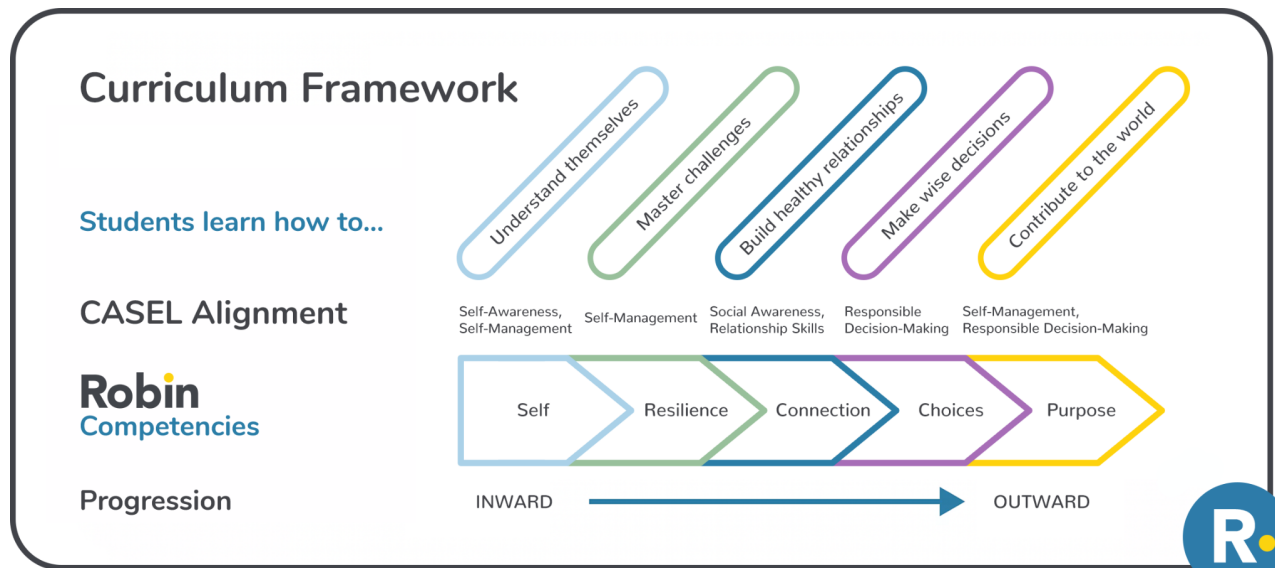 Curriculum Framework
Students learn how to...
Understand themselves
Master challenges
Build healthy relationships
Make wise decisions
Contribute to the world
CASEL Alignment
Self-Awareness,
Self-Management
Self-Management
Social Awareness,
Relationship Skills
Responsible
Decision-Making
Self-Management,
Responsible Decision-Making
Robin
Competencies
Self
Resilience
Connection
Choices
Purpose
Progression
INWARD
OUTWARD
R.